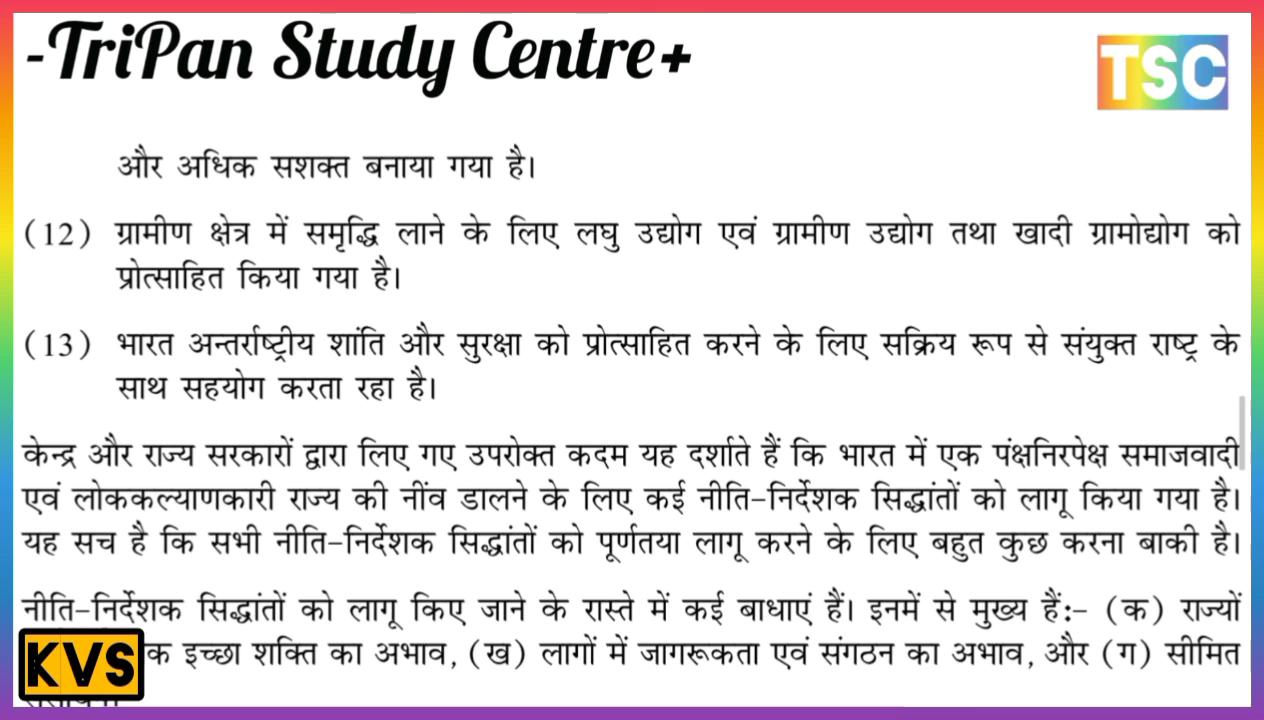 -TriPan Study Centre+
TSC
और अधिक सशक्त बनाया गया है।
(12) ग्रामीण क्षेत्र में समृद्धि लाने के लिए लघु उद्योग एवं ग्रामीण उद्योग तथा खादी ग्रामोद्योग को
प्रोत्साहित किया गया है।
(13) भारत अन्तर्राष्ट्रीय शांति और सुरक्षा को प्रोत्साहित करने के लिए सक्रिय रूप से संयुक्त राष्ट्र के
साथ सहयोग करता रहा है।
केन्द्र और राज्य सरकारों द्वारा लिए गए उपरोक्त कदम यह दर्शाते हैं कि भारत में एक पंक्षनिरपेक्ष समाजवादी
एवं लोककल्याणकारी राज्य की नींव डालने के लिए कई नीति-निर्देशक सिद्धांतों को लागू किया गया है।
यह सच है कि सभी नीति-निर्देशक सिद्धांतों को पूर्णतया लागू करने के लिए बहुत कुछ करना बाकी है।
नीति-निर्देशक सिद्धांतों को लागू किए जाने के रास्ते में कई बाधाएं हैं। इनमें से मुख्य हैं:- (क) राज्यों
क इच्छा शक्ति का अभाव, (ख) लागों में जागरूकता एवं संगठन का अभाव, और (ग) सीमित
KVS